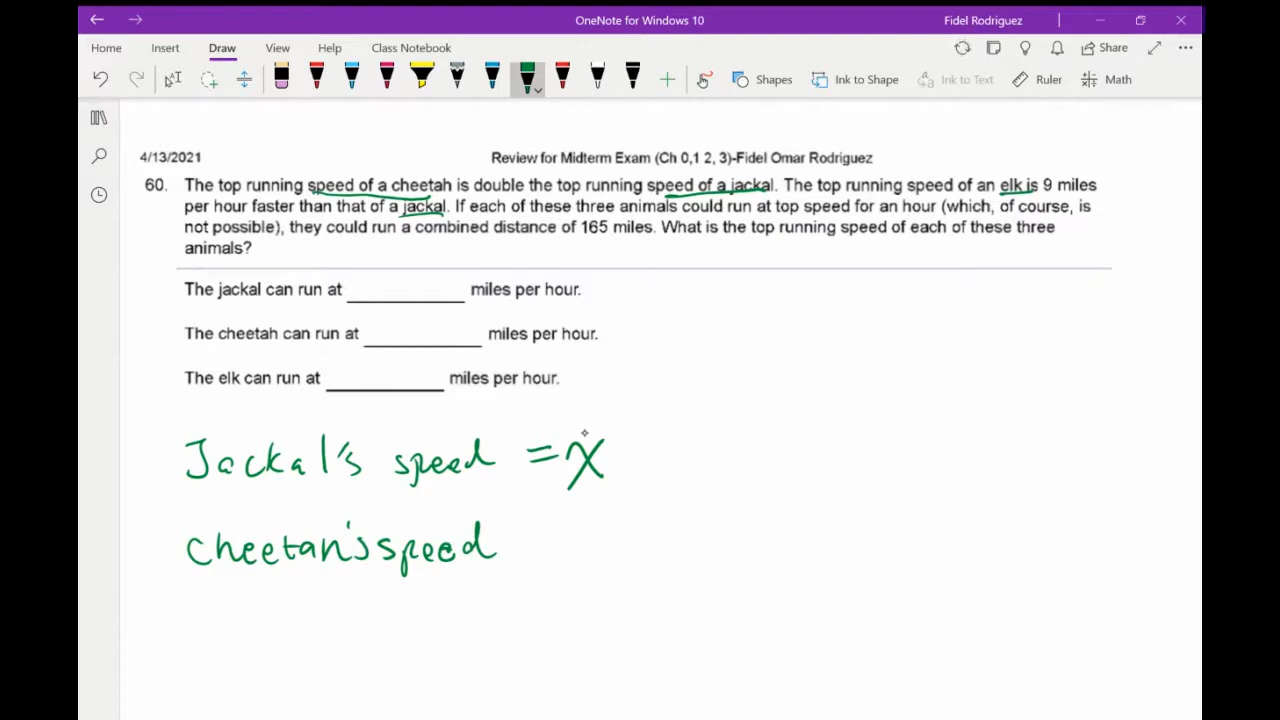 OneNote for Windows 10
Fidel Rodriguez
Home Insert Draw View Help Class Notebook
Share
Shapes Ink to Shape Ink to Text Ruler Math
4/13/2021 Review for Midterm Exam (Ch 0,1 2, 3)-Fidel Omar Rodriguez
60. The top running speed of a cheetah is double the top running speed of a jackal. The top running speed of an elk is 9 miles
per hour faster than that of a jackal. If each of these three animals could run at top speed for an hour (which, of course, is
not possible), they could run a combined distance of 165 miles. What is the top running speed of each of these three
animals?
The jackal can run at ____________ miles per hour.
The cheetah can run at ____________ miles per hour.
The elk can run at ____________ miles per hour.
Jackal's speed = X
Cheetah's speed